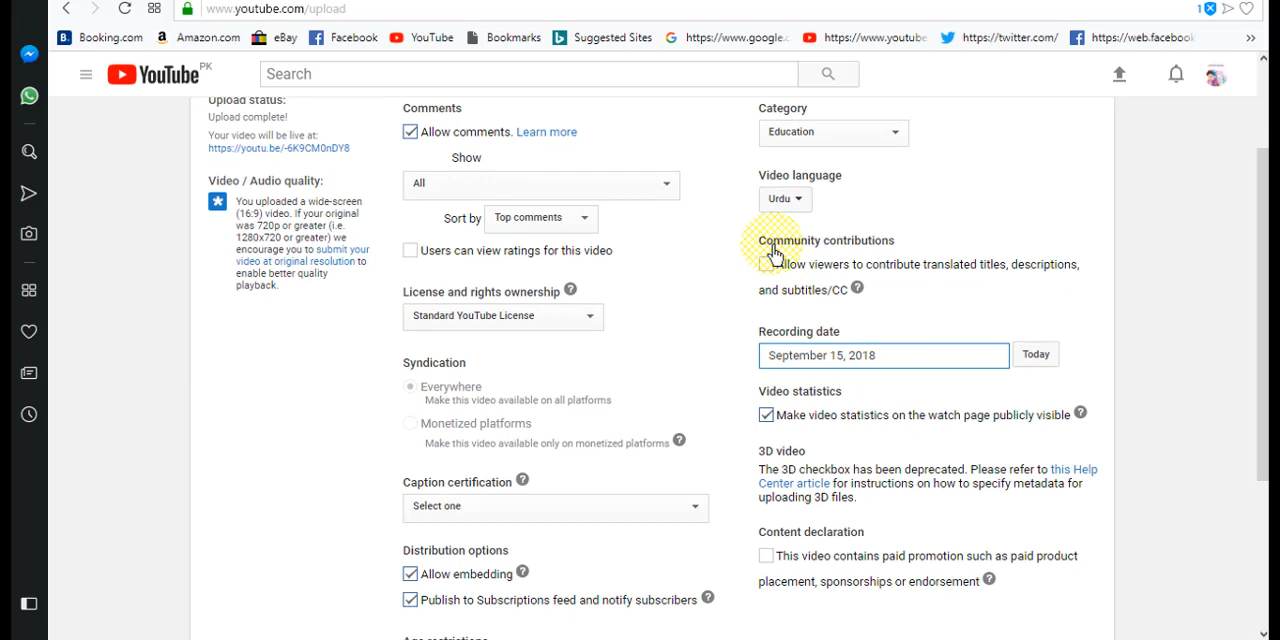 www.youtube.com/upload
1
Booking.com
Amazon.com
eBay
Facebook
YouTube
Bookmarks
Suggested Sites
https://www.google.
https://www.youtube
https://twitter.com/
https://web.facebook
»
YouTube PK
Search
Upload status:
Upload complete!
Your video will be live at:
https://youtu.be/-6K9CM0nDY8
Video / Audio quality:
You uploaded a wide-screen
(16:9) video. If your original
was 720p or greater (i.e.
1280x720 or greater) we
encourage you to submit your
video at original resolution to
enable better quality
playback.
Comments
Allow comments. Learn more
Show
All
Sort by Top comments
Users can view ratings for this video
License and rights ownership ?
Standard YouTube License
Syndication
Everywhere
Make this video available on all platforms
Monetized platforms
Make this video available only on monetized platforms ?
Caption certification ?
Select one
Distribution options
Allow embedding ?
Publish to Subscriptions feed and notify subscribers ?
Age restrictions
Category
Education
Video language
Urdu
Community contributions
Allow viewers to contribute translated titles, descriptions,
and subtitles/CC ?
Recording date
September 15, 2018 Today
Video statistics
Make video statistics on the watch page publicly visible ?
3D video
The 3D checkbox has been deprecated. Please refer to this Help
Center article for instructions on how to specify metadata for
uploading 3D files.
Content declaration
This video contains paid promotion such as paid product
placement, sponsorships or endorsement ?